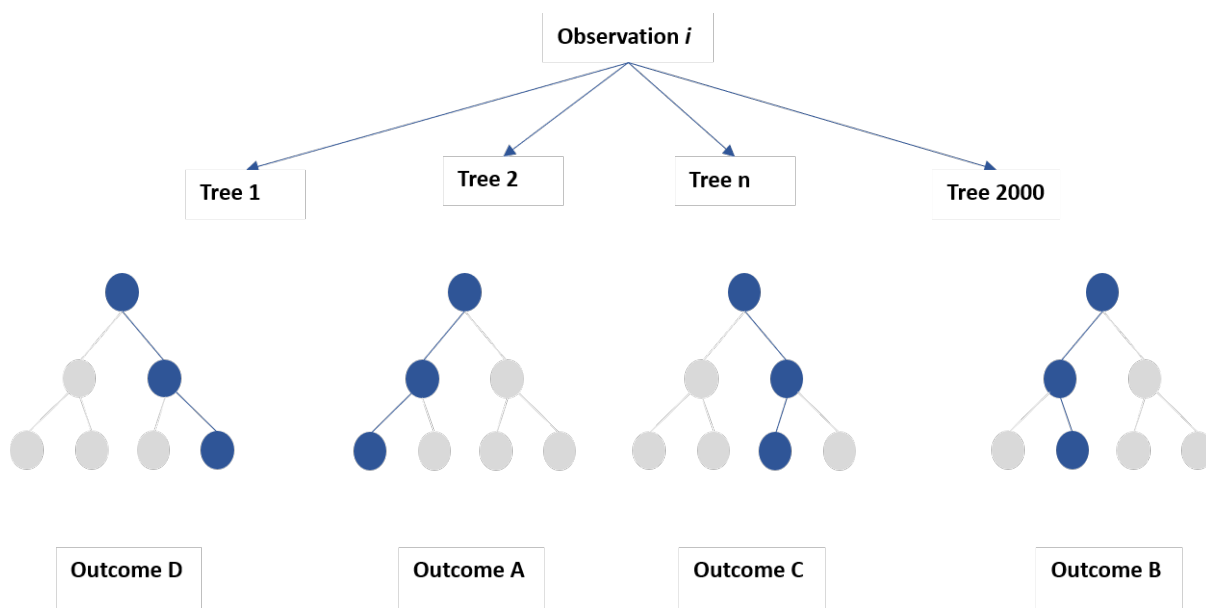 Observation i
Tree 1
Tree 2
Tree n
Tree 2000
Outcome D
Outcome A
Outcome C
Outcome B